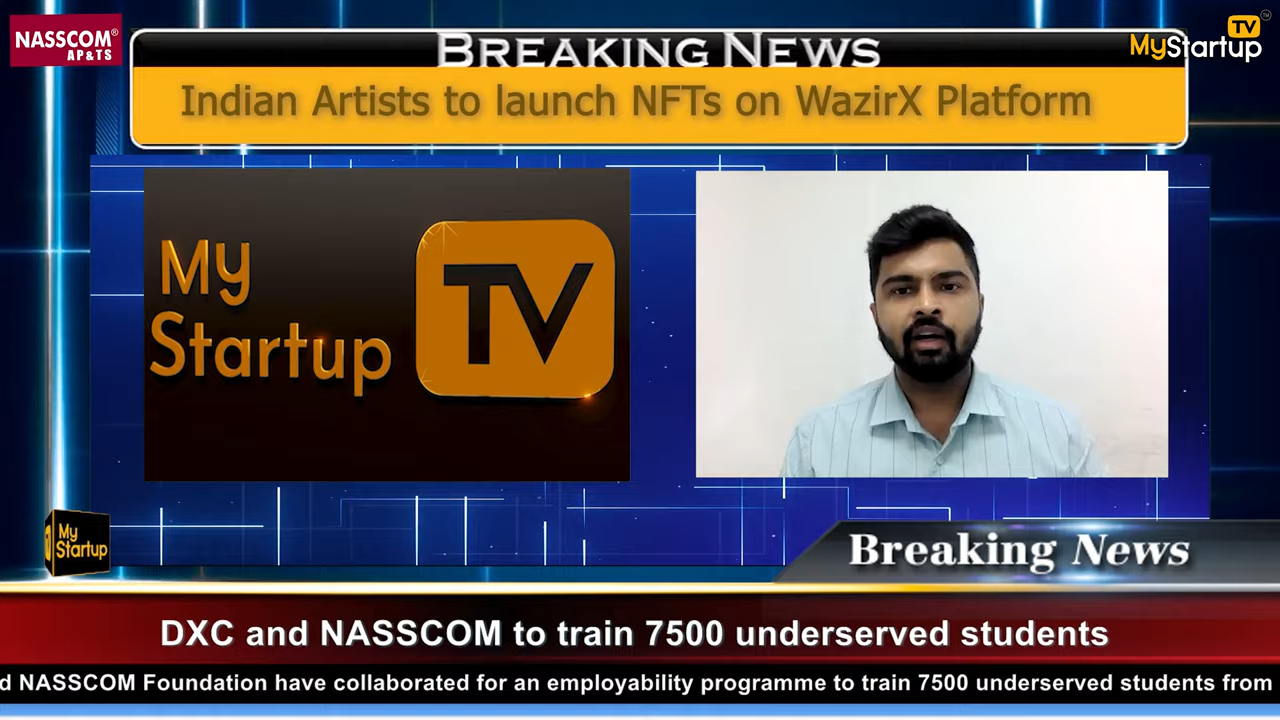 NASSCOM®
AP&TS
BREAKING NEWS
TV
TM
MyStartup
Indian Artists to launch NFTs on WazirX Platform
My
Startup
TV
My
Startup
Breaking News
DXC and NASSCOM to train 7500 underserved students
d NASSCOM Foundation have collaborated for an employability programme to train 7500 underserved students from